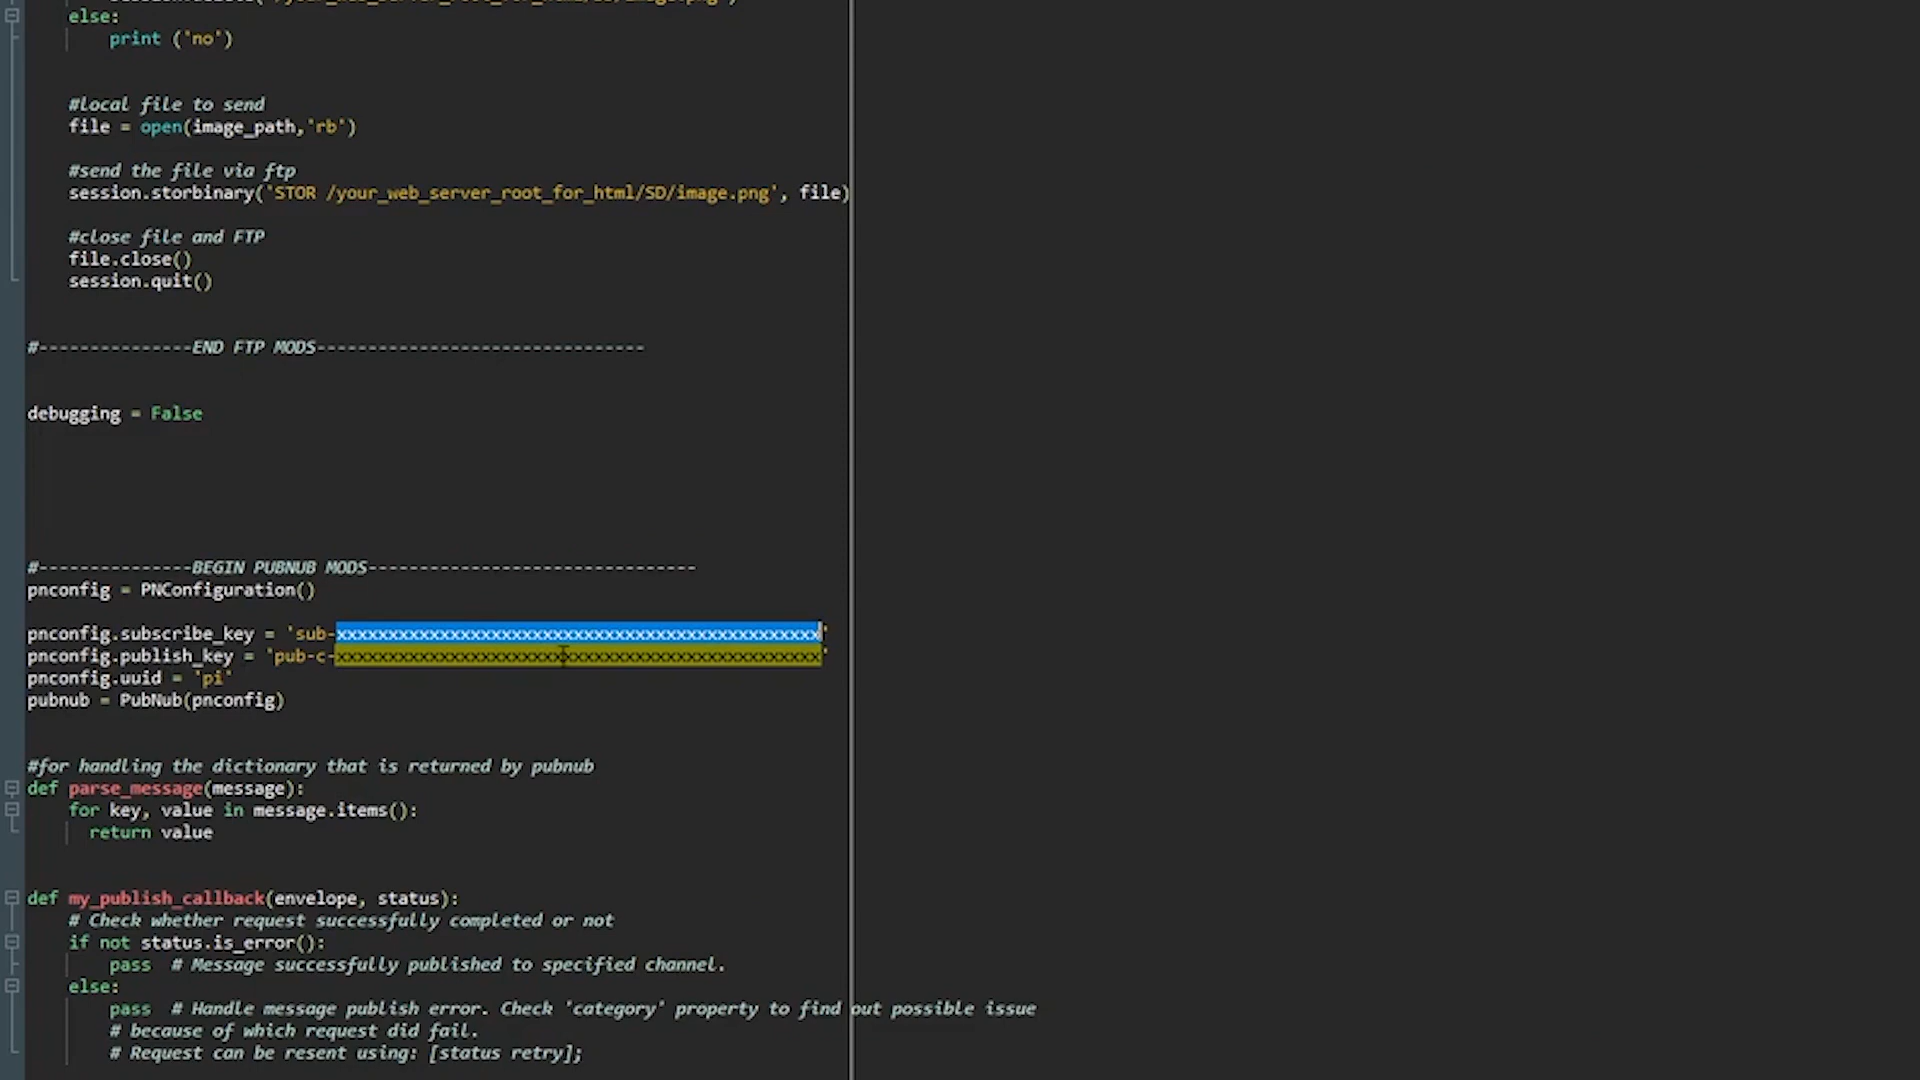 else:
print ('no')
#local file to send
file = open(image_path,'rb')
#send the file via ftp
session.storbinary('STOR /your_web_server_root_for_html/SD/image.png', file)
#close file and FTP
file.close()
session.quit()
#---------------END FTP MODS--------------------------------
debugging = False
#---------------BEGIN PUBNUB MODS--------------------------------
pnconfig = PNConfiguration()
pnconfig.subscribe_key = 'sub-xxxxxxxxxxxxxxxxxxxxxxxxxxxxxxxxxxxxxxxxxxxxxxx'
pnconfig.publish_key = 'pub-c-xxxxxxxxxxxxxxxxxxxxxxxxxxxxxxxxxxxxxxxxxxxxxxx'
pnconfig.uuid = 'pi'
pubnub = PubNub(pnconfig)
#for handling the dictionary that is returned by pubnub
def parse_message(message):
for key, value in message.items():
return value
def my_publish_callback(envelope, status):
# Check whether request successfully completed or not
if not status.is_error():
pass  # Message successfully published to specified channel.
else:
pass  # Handle message publish error. Check 'category' property to find out possible issue
# because of which request did fail.
# Request can be resent using: [status retry];